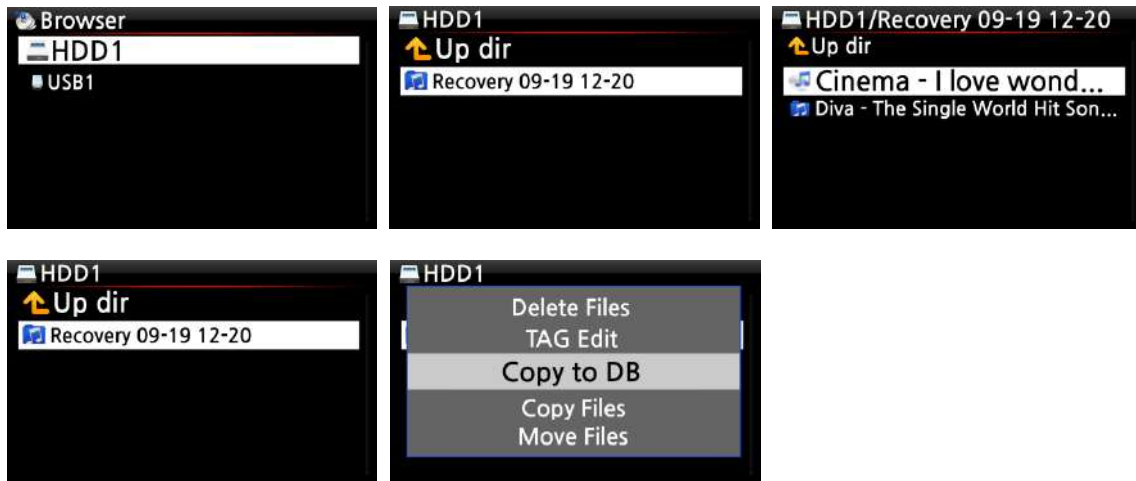 Browser
HDD1
USB1
HDD1
Up dir
Recovery 09-19 12-20
HDD1/Recovery 09-19 12-20
Up dir
Cinema - I love wond...
Diva - The Single World Hit Son...
HDD1
Up dir
Recovery 09-19 12-20
HDD1
Delete Files
TAG Edit
Copy to DB
Copy Files
Move Files